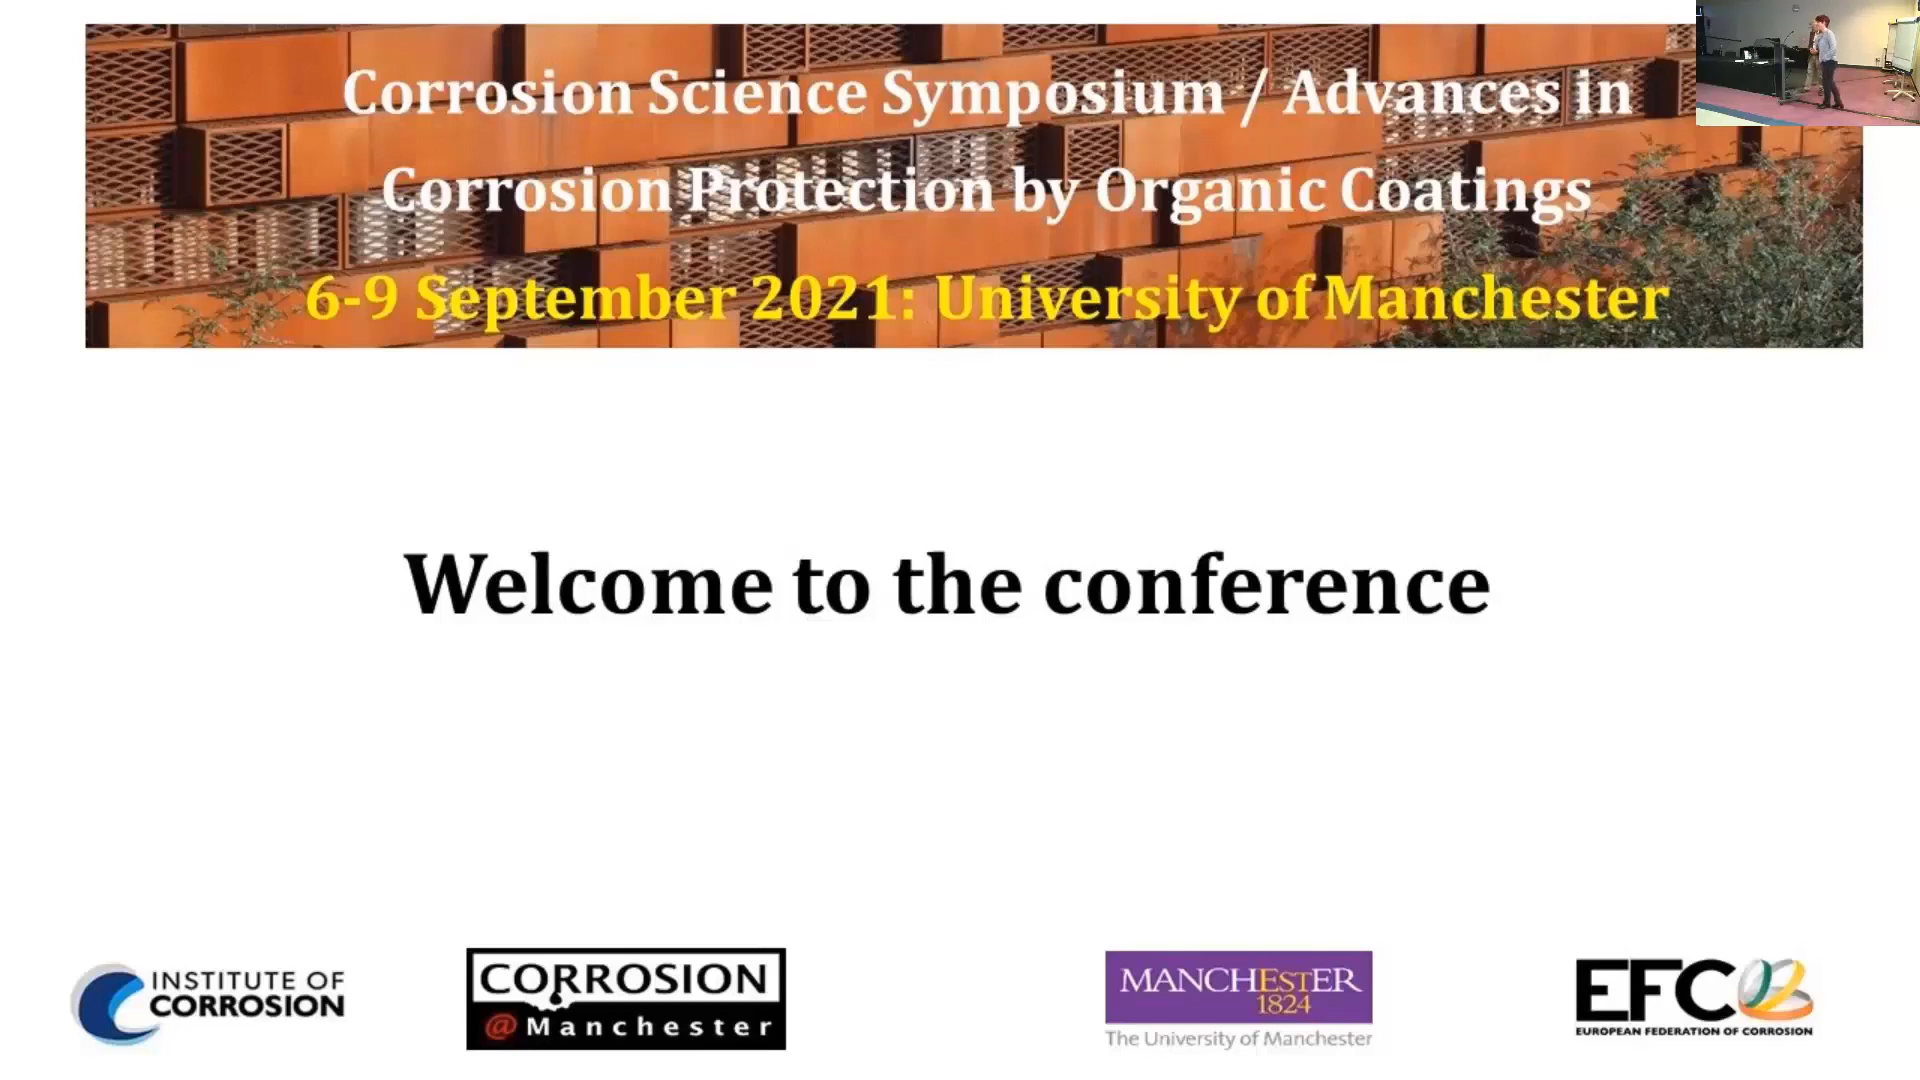 Corrosion Science Symposium / Advances in
Corrosion Protection by Organic Coatings
6-9 September 2021: University of Manchester
Welcome to the conference
INSTITUTE OF
CORROSION
CORROSION
@Manchester
MANCHESTER
1824
The University of Manchester
EFC
EUROPEAN FEDERATION OF CORROSION